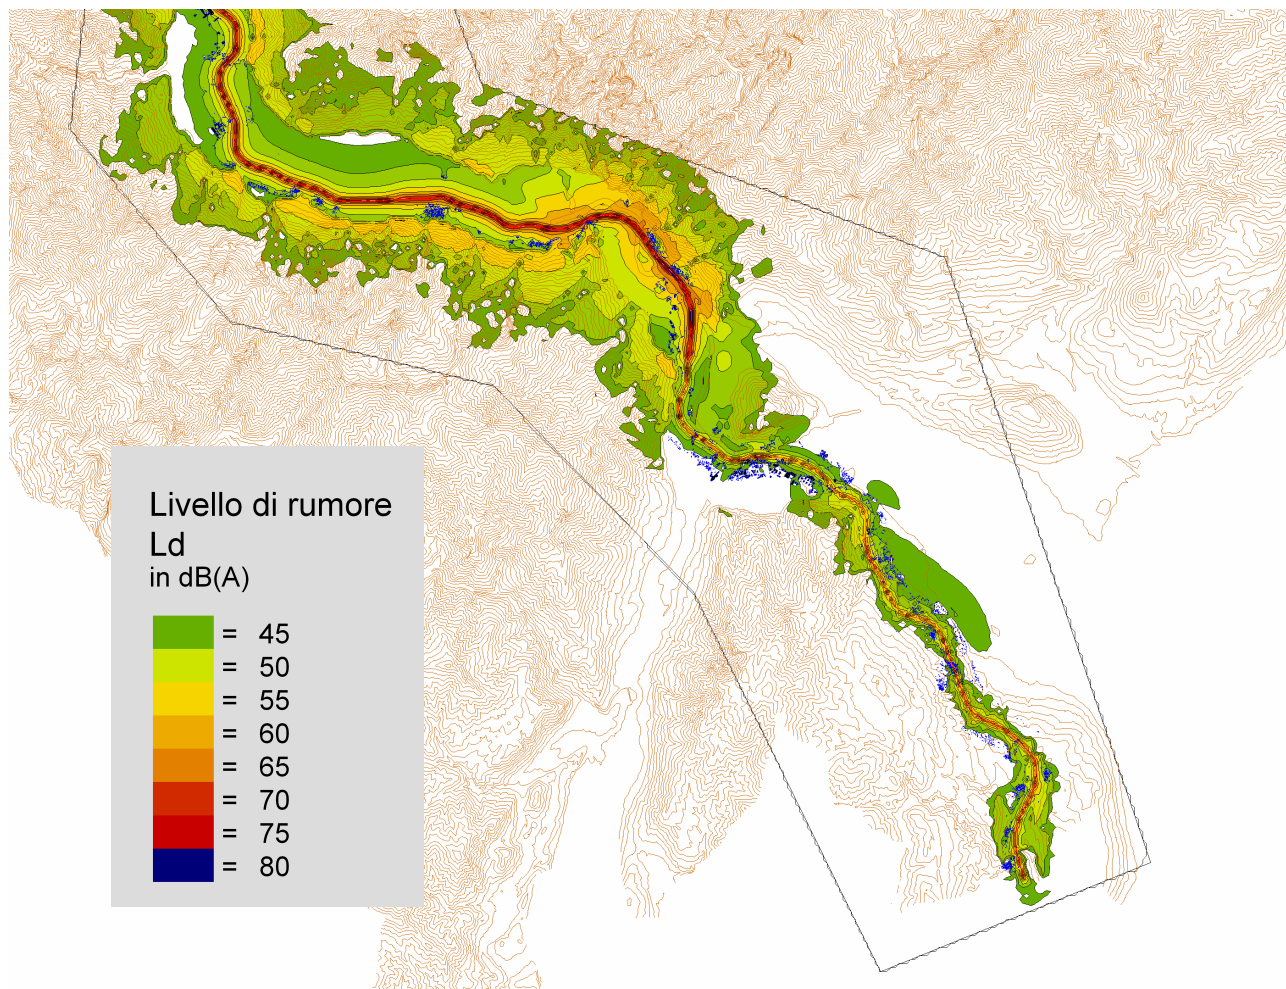 Livello di rumore
Ld
in dB(A)
= 45
= 50
= 55
= 60
= 65
= 70
= 75
= 80